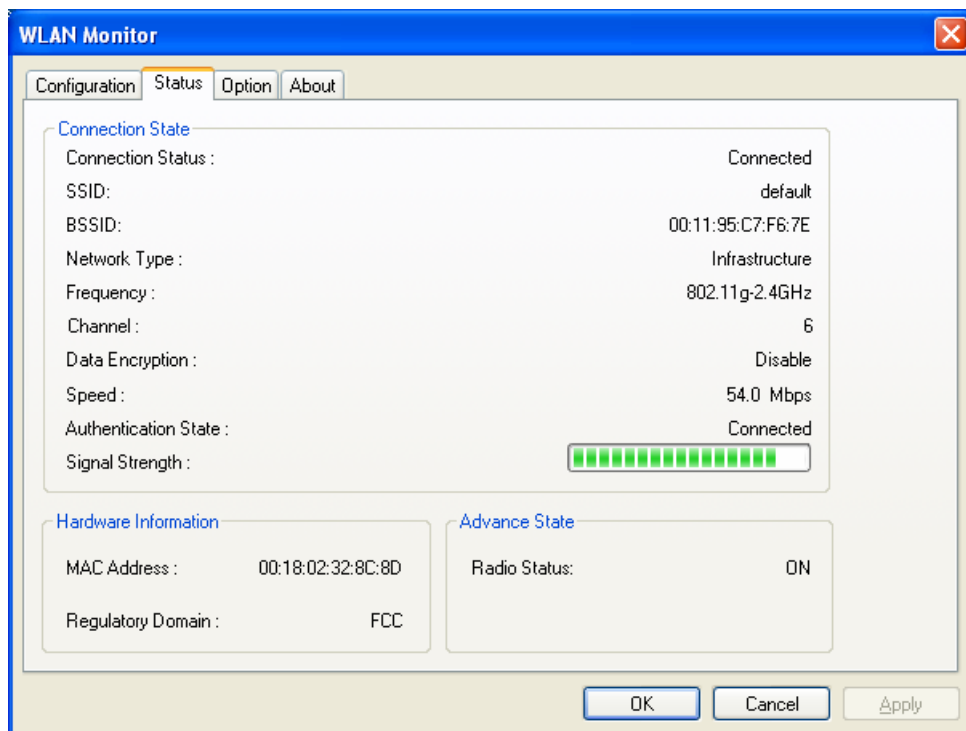 WLAN Monitor
Configuration Status Option About
Connection State
Connection Status : Connected
SSID: default
BSSID: 00:11:95:C7:F6:7E
Network Type : Infrastructure
Frequency : 802.11g-2.4GHz
Channel : 6
Data Encryption : Disable
Speed : 54.0 Mbps
Authentication State : Connected
Signal Strength :
Hardware Information
MAC Address : 00:18:02:32:8C:8D
Regulatory Domain : FCC
Advance State
Radio Status: ON
OK Cancel Apply